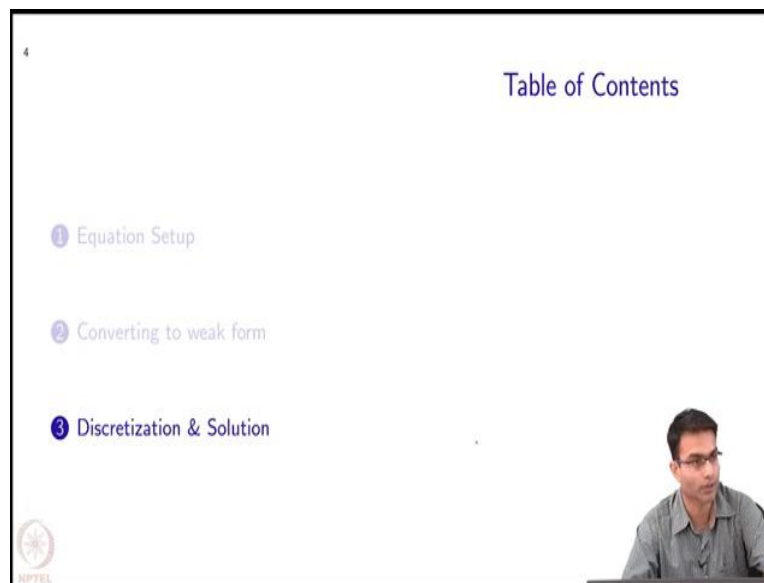 4
Table of Contents
1 Equation Setup
2 Converting to weak form
3 Discretization & Solution
NPTEL